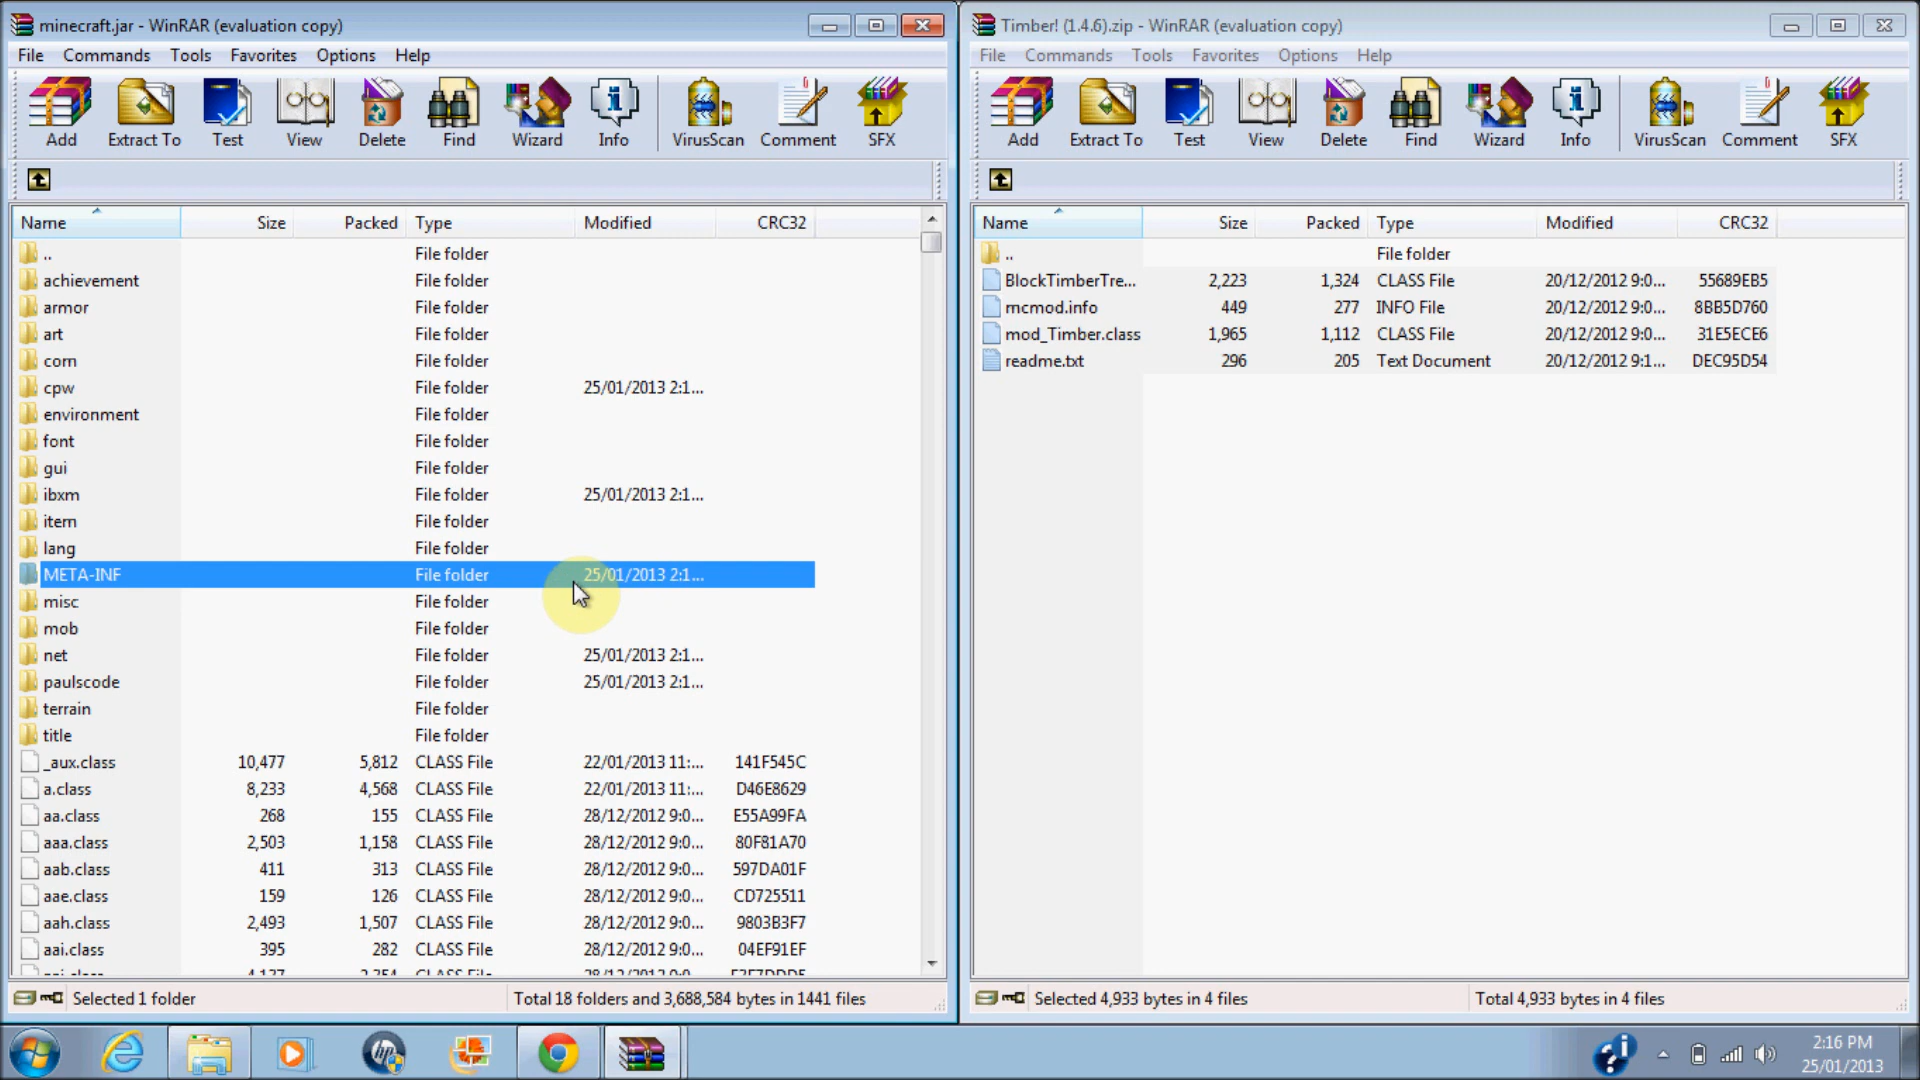 minecraft.jar - WinRAR (evaluation copy)
File Commands Tools Favorites Options Help
Add Extract To Test View Delete Find Wizard Info VirusScan Comment SFX
Name Size Packed Type Modified CRC32
.. File folder
achievement File folder
armor File folder
art File folder
com File folder
cpw File folder 25/01/2013 2:1...
environment File folder
font File folder
gui File folder
ibxm File folder 25/01/2013 2:1...
item File folder
lang File folder
META-INF File folder 25/01/2013 2:1...
misc File folder
mob File folder
net File folder 25/01/2013 2:1...
paulscode File folder 25/01/2013 2:1...
terrain File folder
title File folder
_aux.class 10,477 5,812 CLASS File 22/01/2013 11:... 141F545C
a.class 8,233 4,568 CLASS File 22/01/2013 11:... D46E8629
aa.class 268 155 CLASS File 28/12/2012 9:0... E55A99FA
aaa.class 2,503 1,158 CLASS File 28/12/2012 9:0... 80F81A70
aab.class 411 313 CLASS File 28/12/2012 9:0... 597DA01F
aae.class 159 126 CLASS File 28/12/2012 9:0... CD725511
aah.class 2,493 1,507 CLASS File 28/12/2012 9:0... 9803B3F7
aai.class 395 282 CLASS File 28/12/2012 9:0... 04EF91EF
Selected 1 folder Total 18 folders and 3,688,584 bytes in 1441 files
Timber! (1.4.6).zip - WinRAR (evaluation copy)
File Commands Tools Favorites Options Help
Add Extract To Test View Delete Find Wizard Info VirusScan Comment SFX
Name Size Packed Type Modified CRC32
.. File folder
BlockTimberTre... 2,223 1,324 CLASS File 20/12/2012 9:0... 55689EB5
mcmod.info 449 277 INFO File 20/12/2012 9:0... 8BB5D760
mod_Timber.class 1,965 1,112 CLASS File 20/12/2012 9:0... 31E5ECE6
readme.txt 296 205 Text Document 20/12/2012 9:1... DEC95D54
Selected 4,933 bytes in 4 files Total 4,933 bytes in 4 files
2:16 PM
25/01/2013